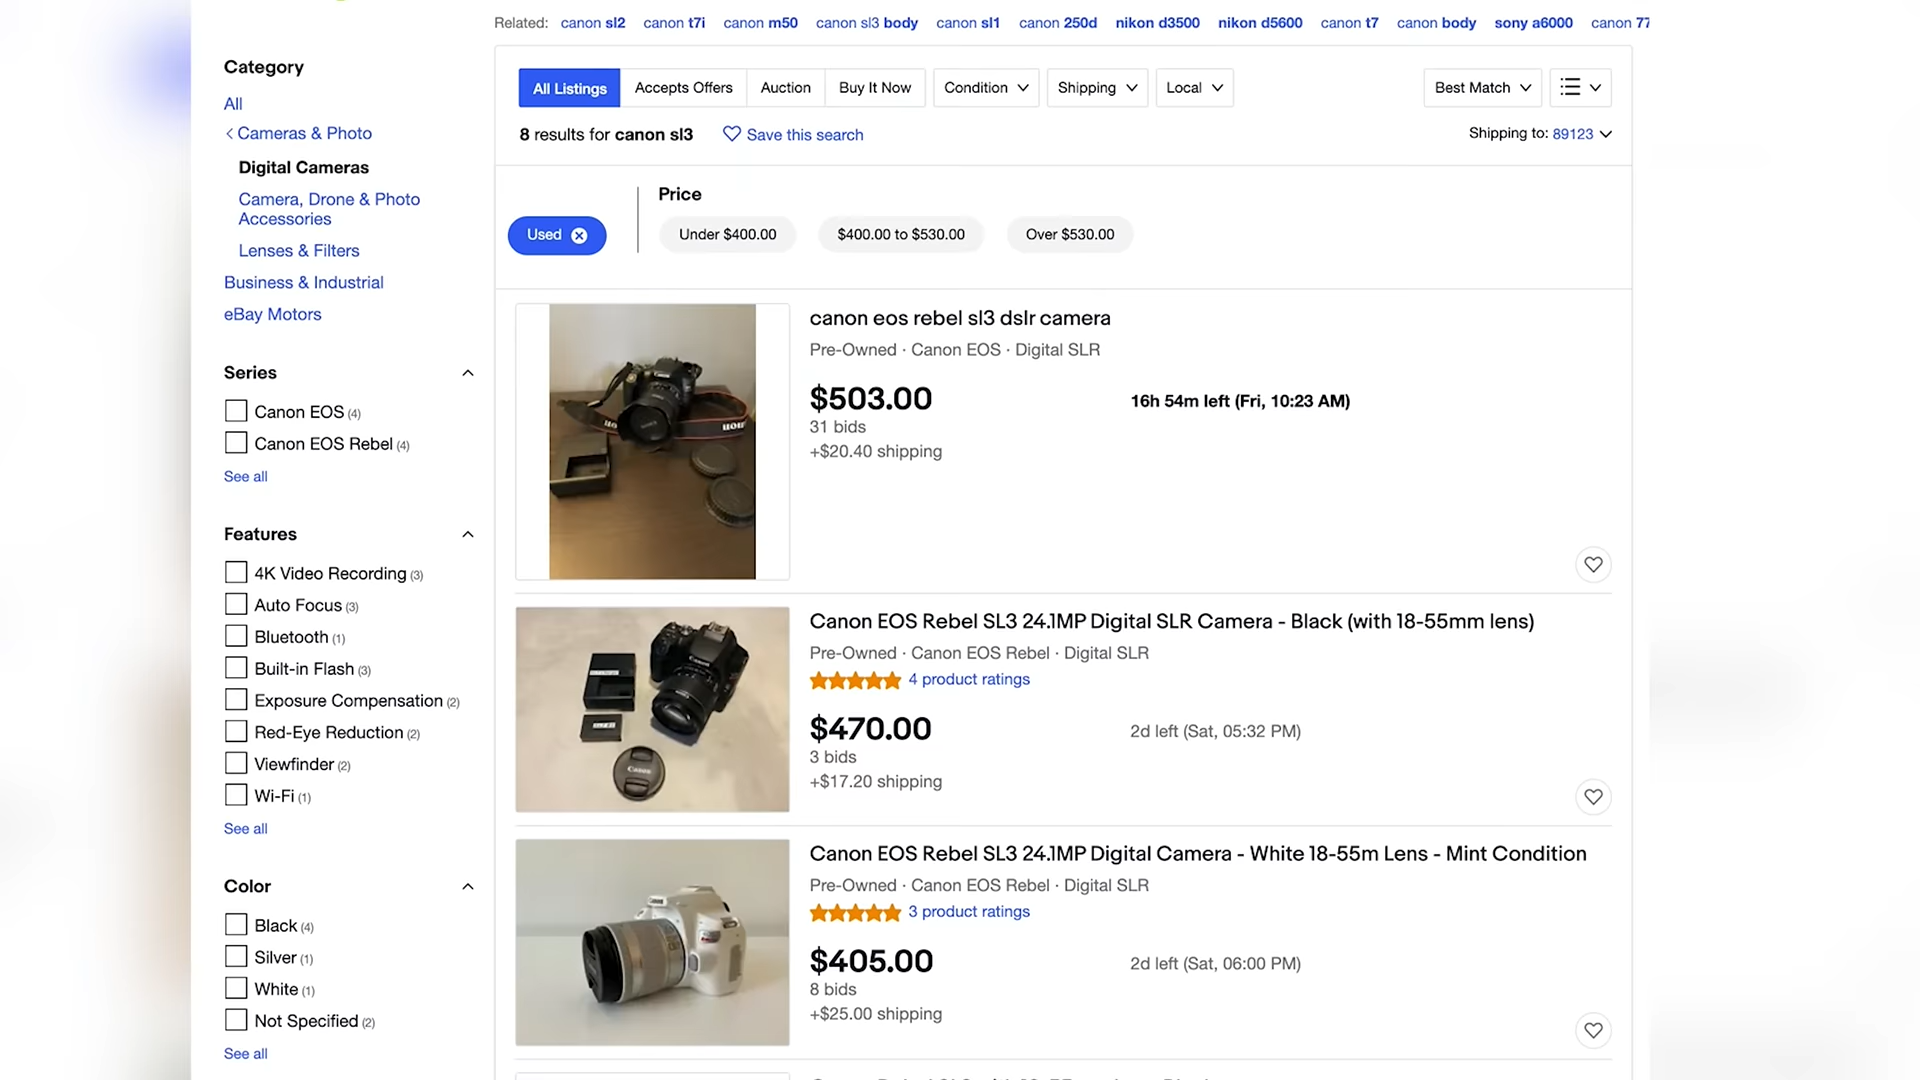 Related: canon sl2 canon t7i canon m50 canon sl3 body canon sl1 canon 250d nikon d3500 nikon d5600 canon t7 canon body sony a6000 canon
Category
All
Cameras & Photo
Digital Cameras
Camera, Drone & Photo
Accessories
Lenses & Filters
Business & Industrial
eBay Motors
Series
Canon EOS (4)
Canon EOS Rebel (4)
See all
Features
4K Video Recording (3)
Auto Focus (3)
Bluetooth (1)
Built-in Flash (3)
Exposure Compensation (2)
Red-Eye Reduction (2)
Viewfinder (2)
Wi-Fi (1)
See all
Color
Black (4)
Silver (1)
White (1)
Not Specified (2)
See all
All Listings Accepts Offers Auction Buy It Now Condition Shipping Local Best Match
8 results for canon sl3 Save this search Shipping to: 89123
Price
Used Under $400.00 $400.00 to $530.00 Over $530.00
canon eos rebel sl3 dslr camera
Pre-Owned · Canon EOS · Digital SLR
$503.00 16h 54m left (Fri, 10:23 AM)
31 bids
+$20.40 shipping
Canon EOS Rebel SL3 24.1MP Digital SLR Camera - Black (with 18-55mm lens)
Pre-Owned · Canon EOS Rebel · Digital SLR
4 product ratings
$470.00 2d left (Sat, 05:32 PM)
3 bids
+$17.20 shipping
Canon
Canon
Canon EOS Rebel SL3 24.1MP Digital Camera - White 18-55m Lens - Mint Condition
Pre-Owned · Canon EOS Rebel · Digital SLR
3 product ratings
$405.00 2d left (Sat, 06:00 PM)
8 bids
+$25.00 shipping